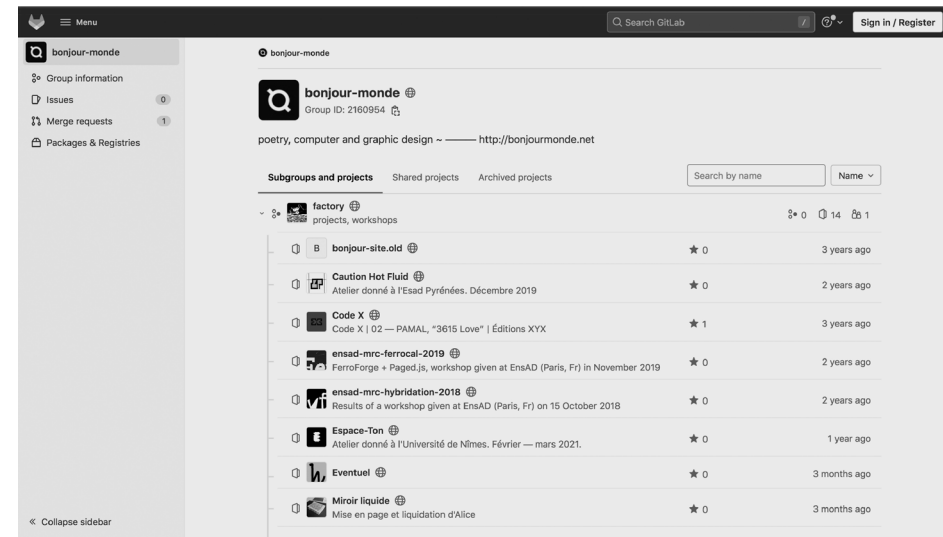 Menu
Search GitLab
/
Sign in / Register
bonjour-monde
Group information
Issues 0
Merge requests 1
Packages & Registries
Collapse sidebar
bonjour-monde
bonjour-monde
Group ID: 2160954
poetry, computer and graphic design ~ ——— http://bonjourmonde.net
Subgroups and projects Shared projects Archived projects
Search by name
Name
factory
projects, workshops
0 14 1
B bonjour-site.old
0 3 years ago
Caution Hot Fluid
Atelier donné à l'Esad Pyrénées. Décembre 2019
0 2 years ago
Code X
Code X | 02 — PAMAL, “3615 Love” | Éditions XYX
1 3 years ago
ensad-mrc-ferrocal-2019
FerroForge + Paged.js, workshop given at EnsAD (Paris, Fr) in November 2019
0 2 years ago
ensad-mrc-hybridation-2018
Results of a workshop given at EnsAD (Paris, Fr) on 15 October 2018
0 2 years ago
Espace-Ton
Atelier donné à l'Université de Nîmes. Février — mars 2021.
0 1 year ago
Eventuel
0 3 months ago
Miroir liquide
Mise en page et liquidation d'Alice
0 3 months ago